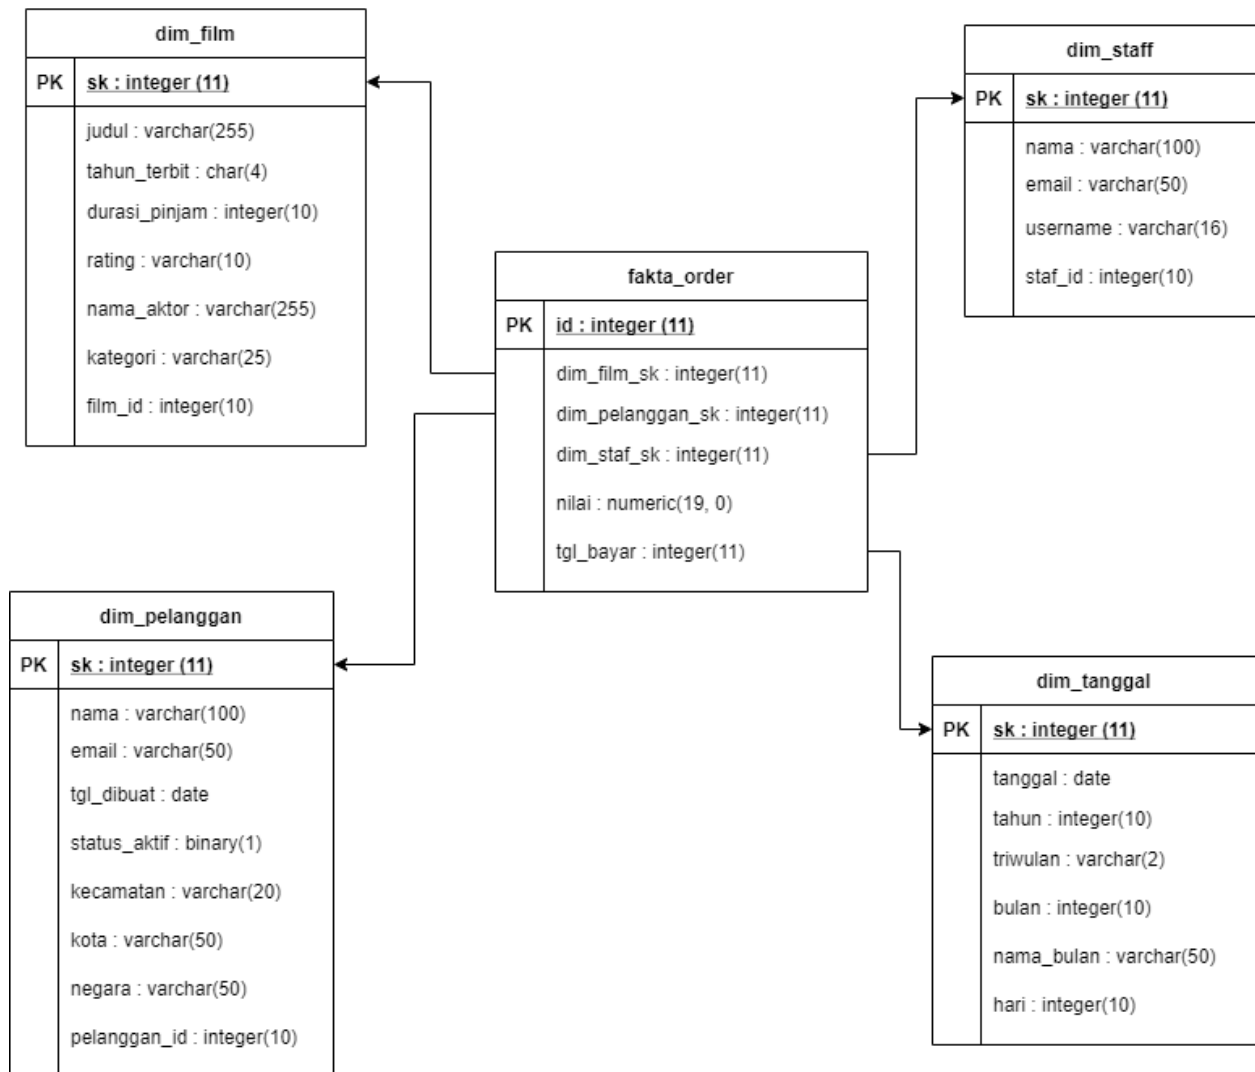 dim_film
PK sk : integer (11)
judul : varchar(255)
tahun_terbit : char(4)
durasi_pinjam : integer(10)
rating : varchar(10)
nama_aktor : varchar(255)
kategori : varchar(25)
film_id : integer(10)
dim_staff
PK sk : integer (11)
nama : varchar(100)
email : varchar(50)
username : varchar(16)
staf_id : integer(10)
fakta_order
PK id : integer (11)
dim_film_sk : integer(11)
dim_pelanggan_sk : integer(11)
dim_staf_sk : integer(11)
nilai : numeric(19, 0)
tgl_bayar : integer(11)
dim_pelanggan
PK sk : integer (11)
nama : varchar(100)
email : varchar(50)
tgl_dibuat : date
status_aktif : binary(1)
kecamatan : varchar(20)
kota : varchar(50)
negara : varchar(50)
pelanggan_id : integer(10)
dim_tanggal
PK sk : integer (11)
tanggal : date
tahun : integer(10)
triwulan : varchar(2)
bulan : integer(10)
nama_bulan : varchar(50)
hari : integer(10)